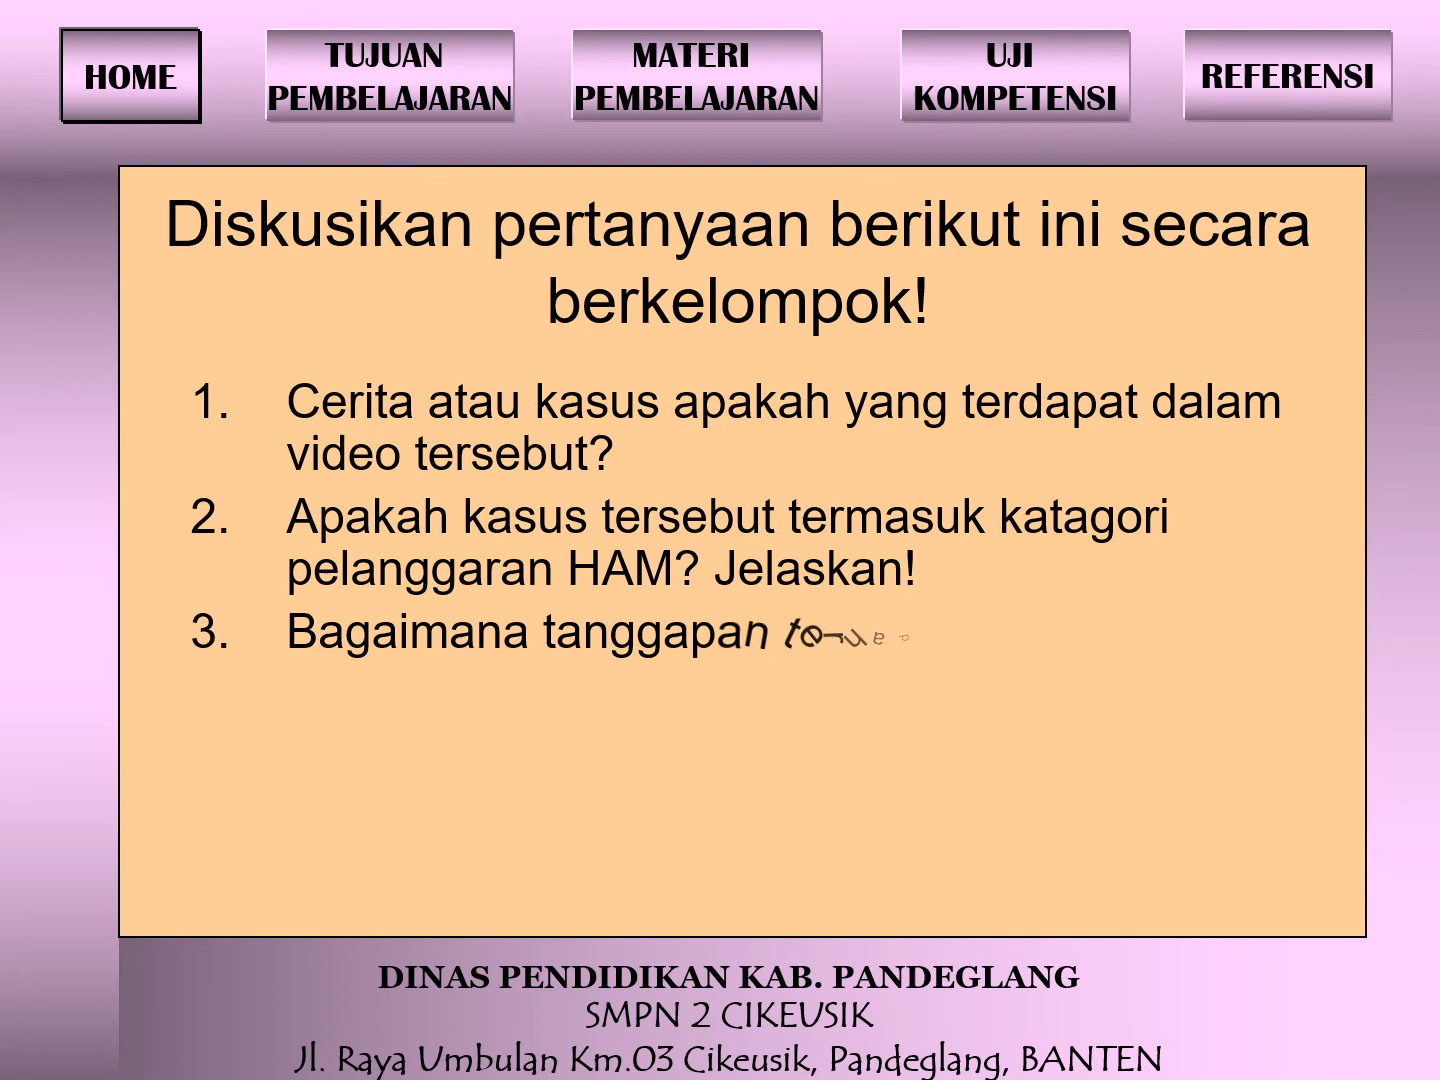 HOME
TUJUAN
PEMBELAJARAN
MATERI
PEMBELAJARAN
UJI
KOMPETENSI
REFERENSI
Diskusikan pertanyaan berikut ini secara
berkelompok!
1. Cerita atau kasus apakah yang terdapat dalam
video tersebut?
2. Apakah kasus tersebut termasuk katagori
pelanggaran HAM? Jelaskan!
3. Bagaimana tanggapan
DINAS PENDIDIKAN KAB. PANDEGLANG
SMPN 2 CIKEUSIK
Jl. Raya Umbulan Km.03 Cikeusik, Pandeglang, BANTEN